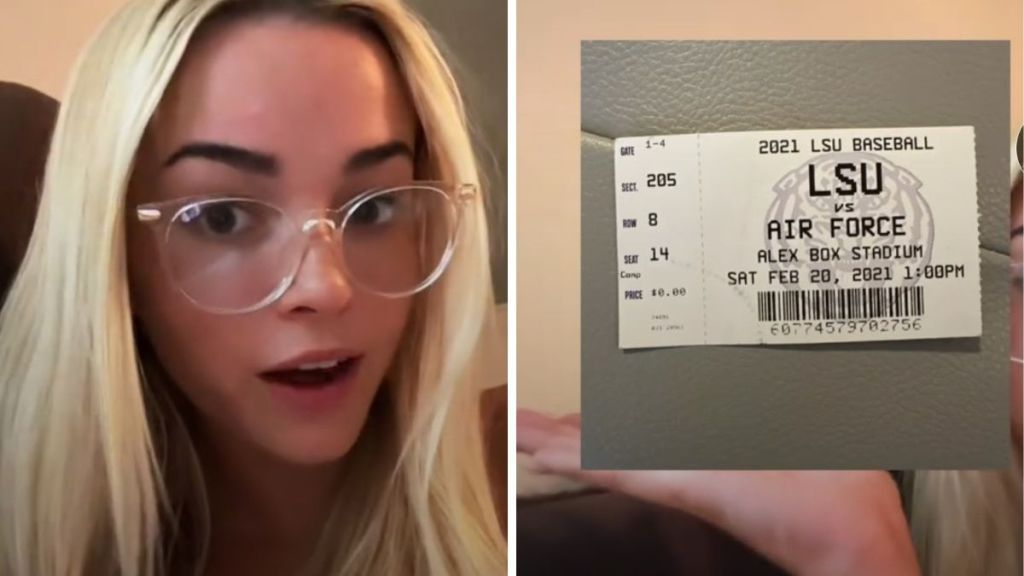 GATE 1-4
SECT. 205
ROW 8
SEAT 14
Comp
PRICE $0.00
2021 LSU BASEBALL
LSU
VS
AIR FORCE
ALEX BOX STADIUM
SAT FEB 20, 2021 1:00PM
60774579702756